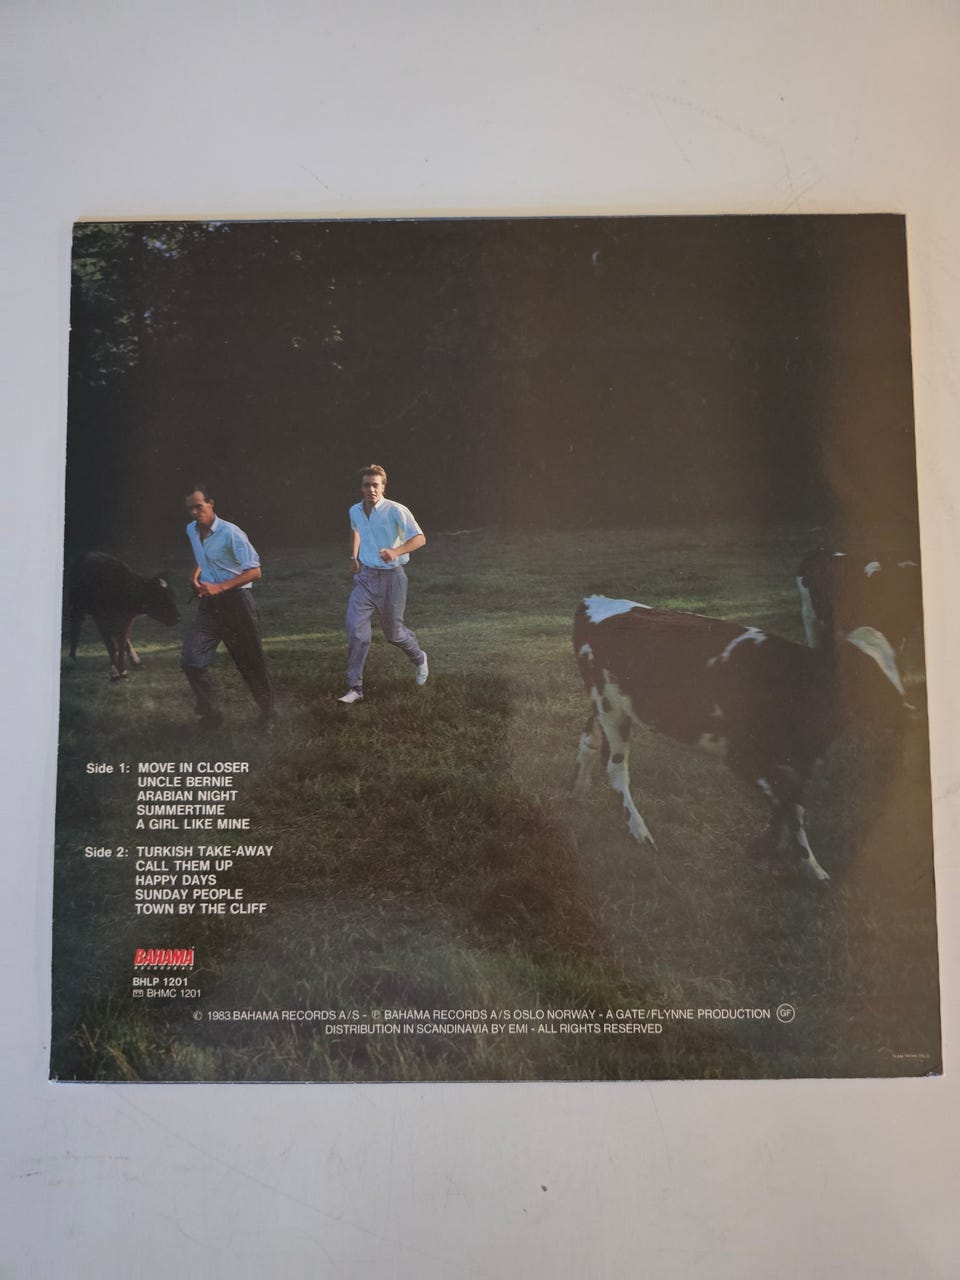 Side 1: MOVE IN CLOSER
UNCLE BERNIE
ARABIAN NIGHT
SUMMERTIME
A GIRL LIKE MINE
Side 2: TURKISH TAKE-AWAY
CALL THEM UP
HAPPY DAYS
SUNDAY PEOPLE
TOWN BY THE CLIFF
BAHAMA
RECORDS A/S
BHLP 1201
BHMC 1201
© 1983 BAHAMA RECORDS A/S - ℗ BAHAMA RECORDS A/S OSLO NORWAY - A GATE/FLYNNE PRODUCTION GF
DISTRIBUTION IN SCANDINAVIA BY EMI - ALL RIGHTS RESERVED